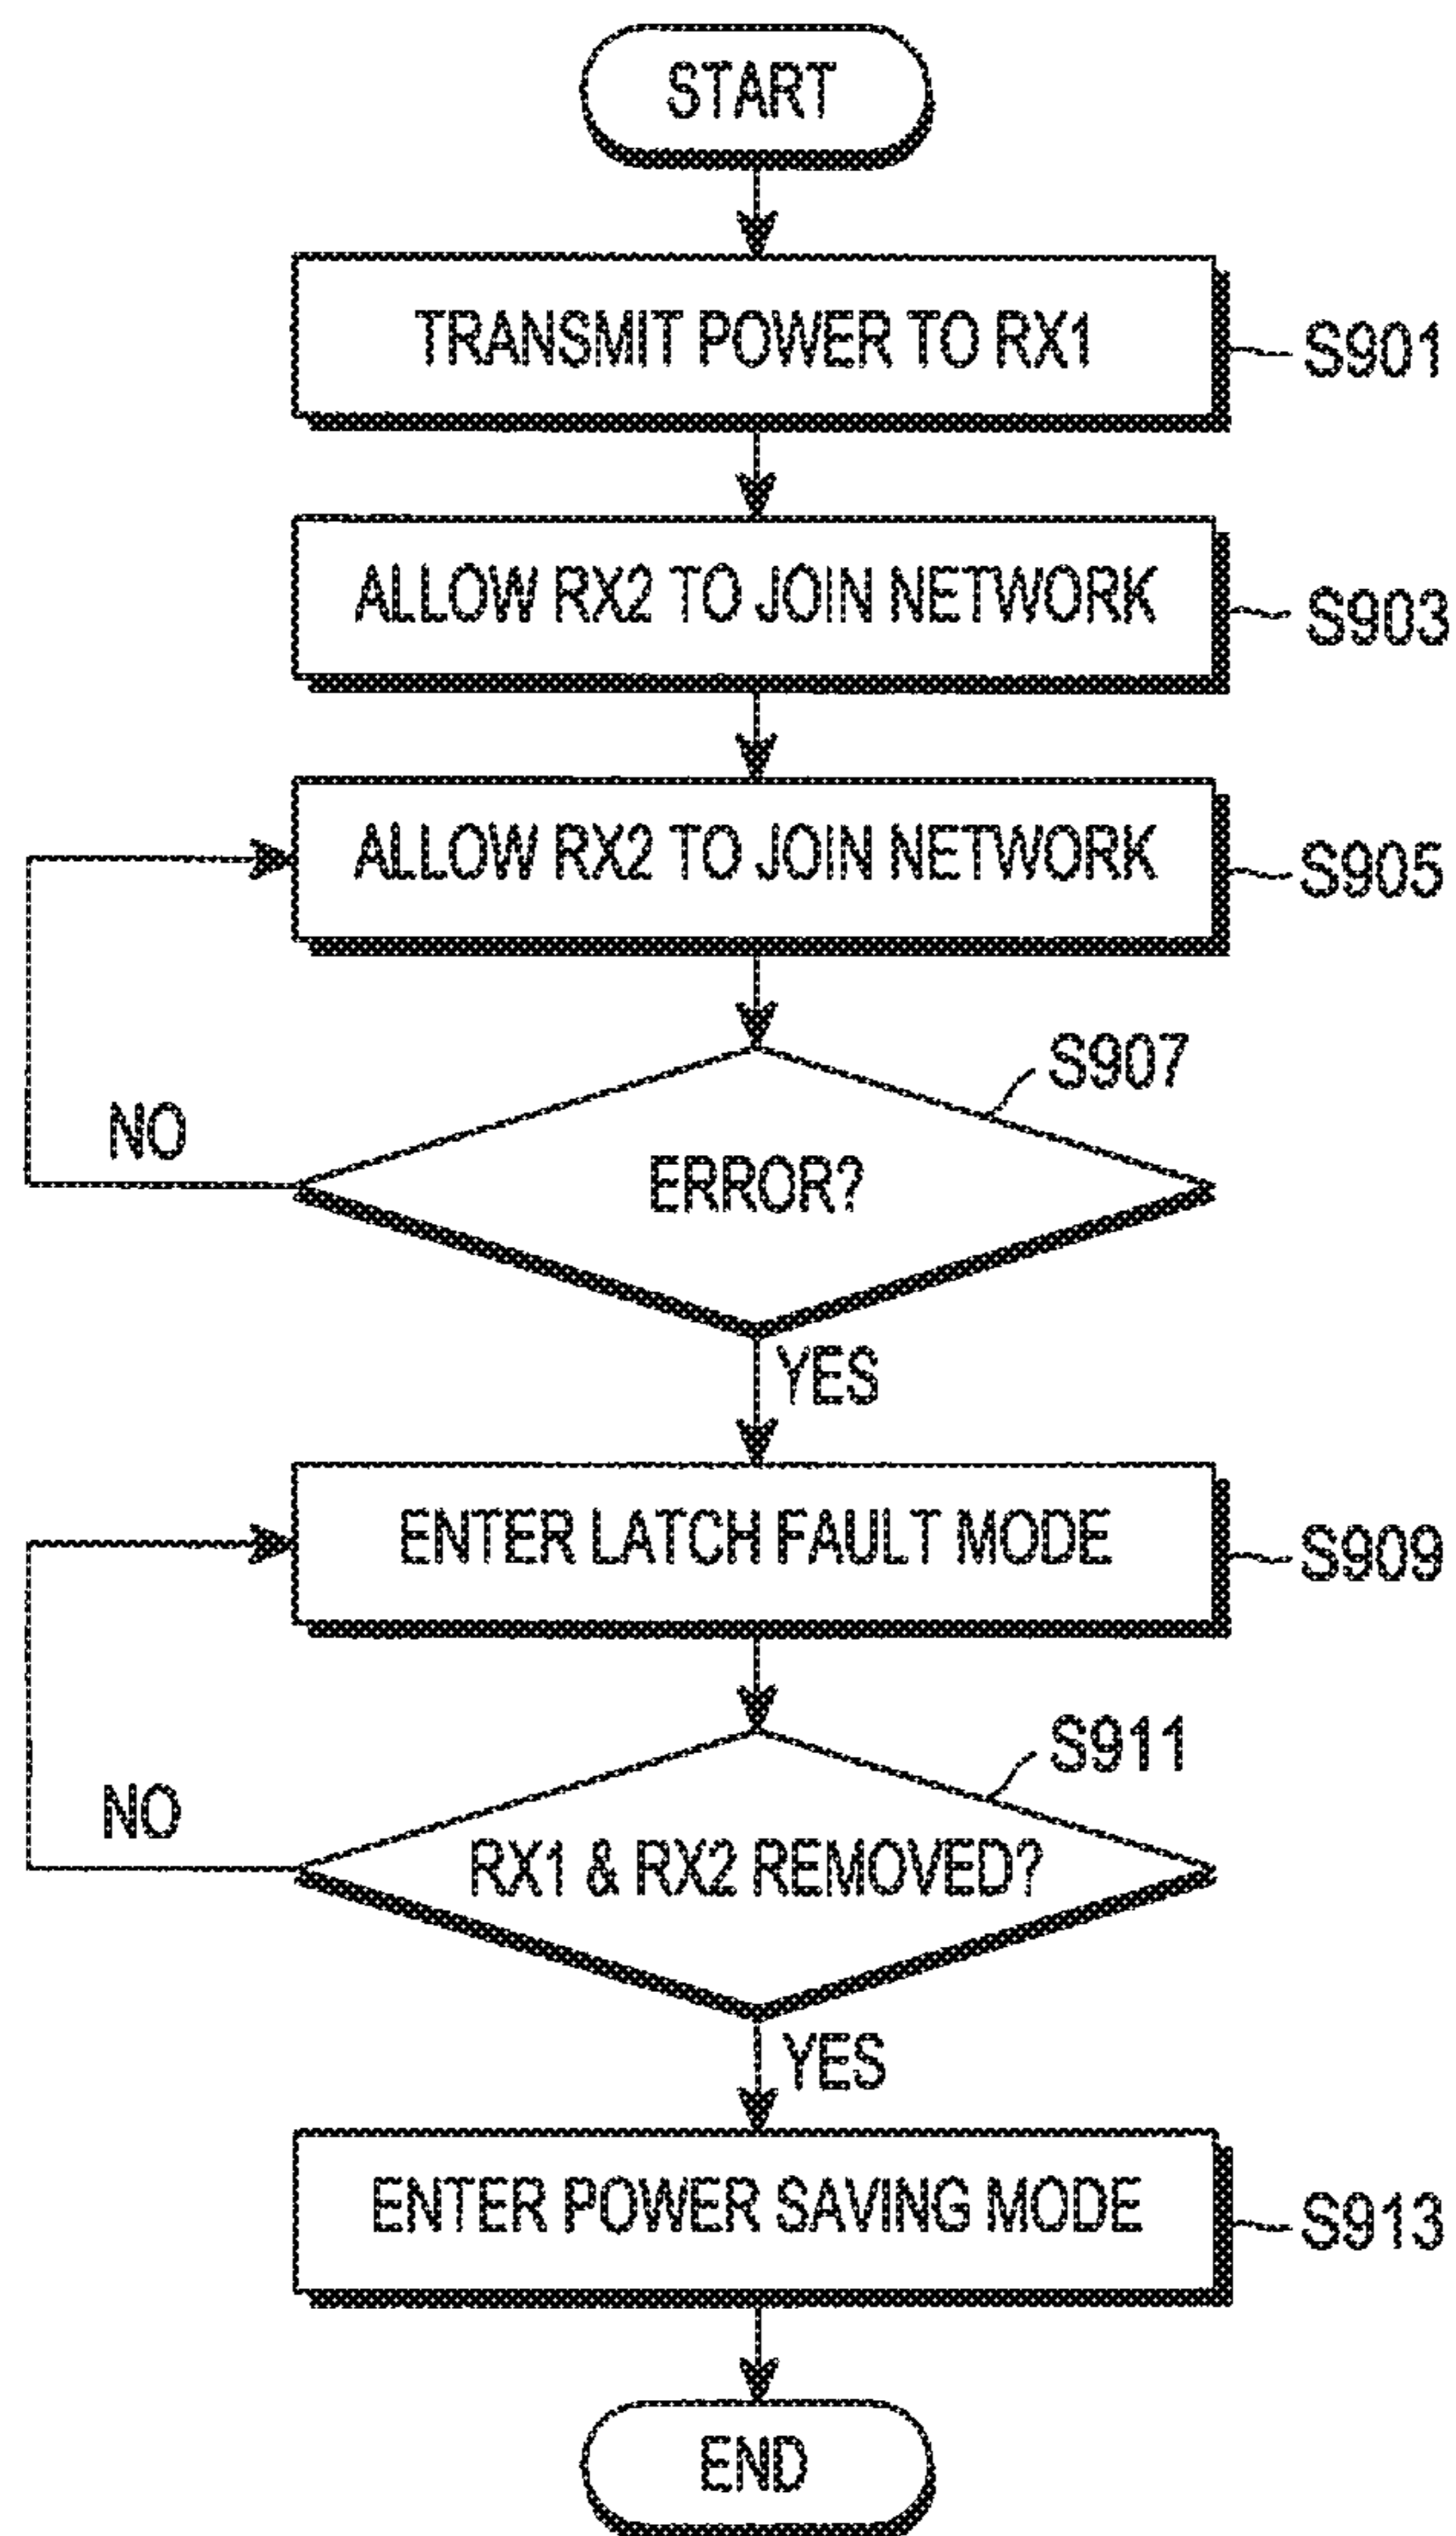 START
TRANSMIT POWER TO RX1
S901
ALLOW RX2 TO JOIN NETWORK
S903
ALLOW RX2 TO JOIN NETWORK
S905
S907
NO
ERROR?
YES
ENTER LATCH FAULT MODE
S909
S911
NO
RX1 & RX2 REMOVED?
YES
ENTER POWER SAVING MODE
S913
END